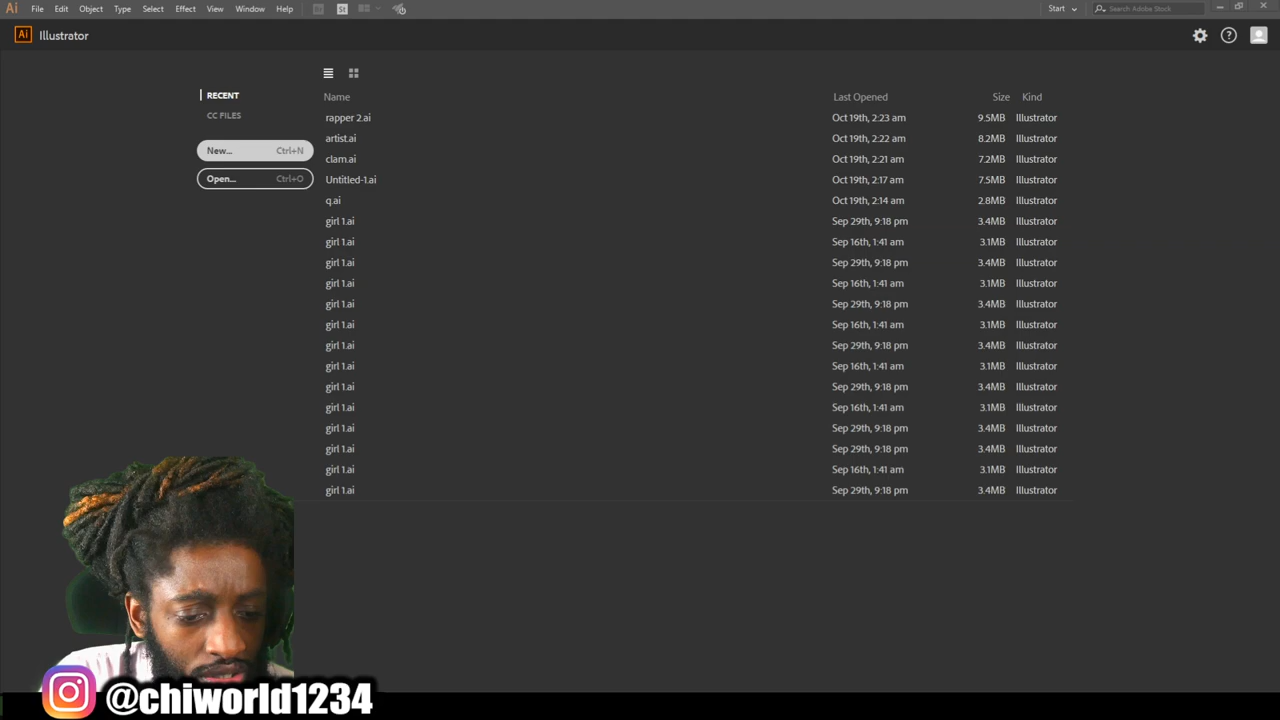 Ai File Edit Object Type Select Effect View Window Help Br St Start Search Adobe Stock
Ai Illustrator
RECENT
CC FILES
New... Ctrl+N
Open... Ctrl+O
Name Last Opened Size Kind
rapper 2.ai Oct 19th, 2:23 am 9.5MB Illustrator
artist.ai Oct 19th, 2:22 am 8.2MB Illustrator
clam.ai Oct 19th, 2:21 am 7.2MB Illustrator
Untitled-1.ai Oct 19th, 2:17 am 7.5MB Illustrator
q.ai Oct 19th, 2:14 am 2.8MB Illustrator
girl 1.ai Sep 29th, 9:18 pm 3.4MB Illustrator
girl 1.ai Sep 16th, 1:41 am 3.1MB Illustrator
girl 1.ai Sep 29th, 9:18 pm 3.4MB Illustrator
girl 1.ai Sep 16th, 1:41 am 3.1MB Illustrator
girl 1.ai Sep 29th, 9:18 pm 3.4MB Illustrator
girl 1.ai Sep 16th, 1:41 am 3.1MB Illustrator
girl 1.ai Sep 29th, 9:18 pm 3.4MB Illustrator
girl 1.ai Sep 16th, 1:41 am 3.1MB Illustrator
girl 1.ai Sep 29th, 9:18 pm 3.4MB Illustrator
girl 1.ai Sep 16th, 1:41 am 3.1MB Illustrator
girl 1.ai Sep 29th, 9:18 pm 3.4MB Illustrator
girl 1.ai Sep 29th, 9:18 pm 3.4MB Illustrator
girl 1.ai Sep 16th, 1:41 am 3.1MB Illustrator
girl 1.ai Sep 29th, 9:18 pm 3.4MB Illustrator
@chiworld1234